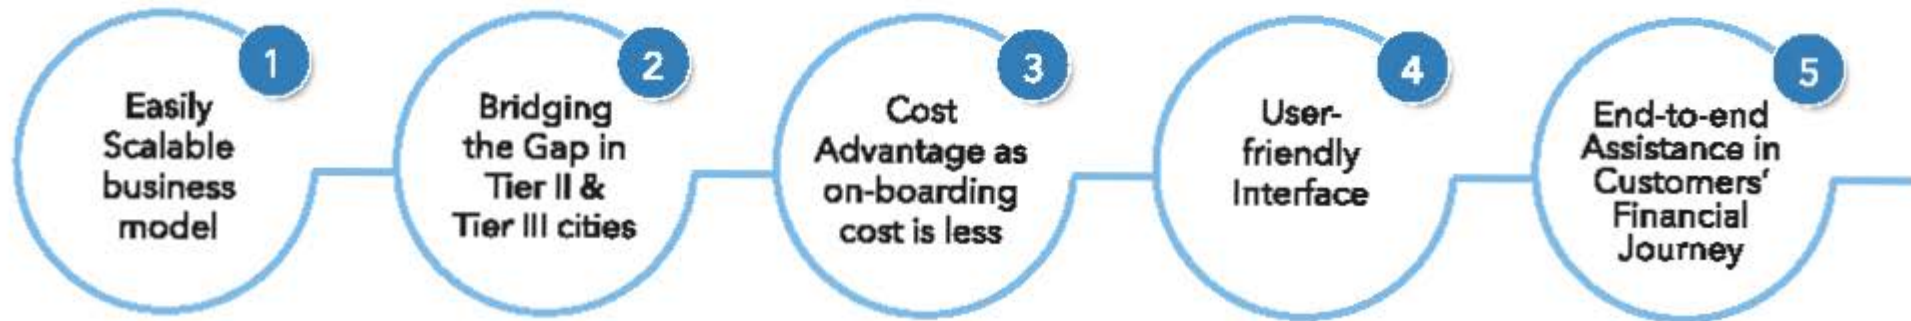 1
Easily
Scalable
business
model
2
Bridging
the Gap in
Tier II &
Tier III cities
3
Cost
Advantage as
on-boarding
cost is less
4
User-
friendly
Interface
5
End-to-end
Assistance in
Customers'
Financial
Journey